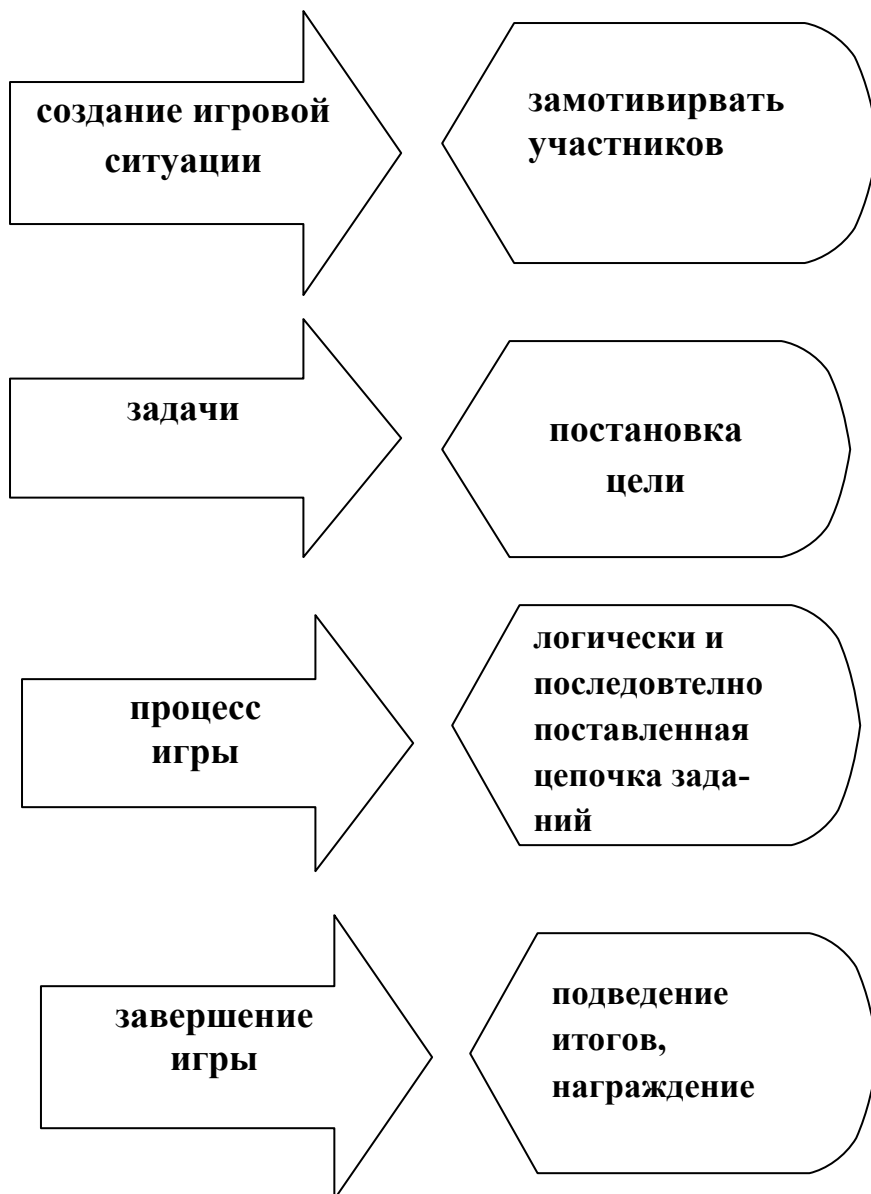 создание игровой
ситуации
замотивирвать
участников
задачи
постановка
цели
процесс
игры
логически и
последовтелно
поставленная
цепочка зада-
ний
завершение
игры
подведение
итогов,
награждение